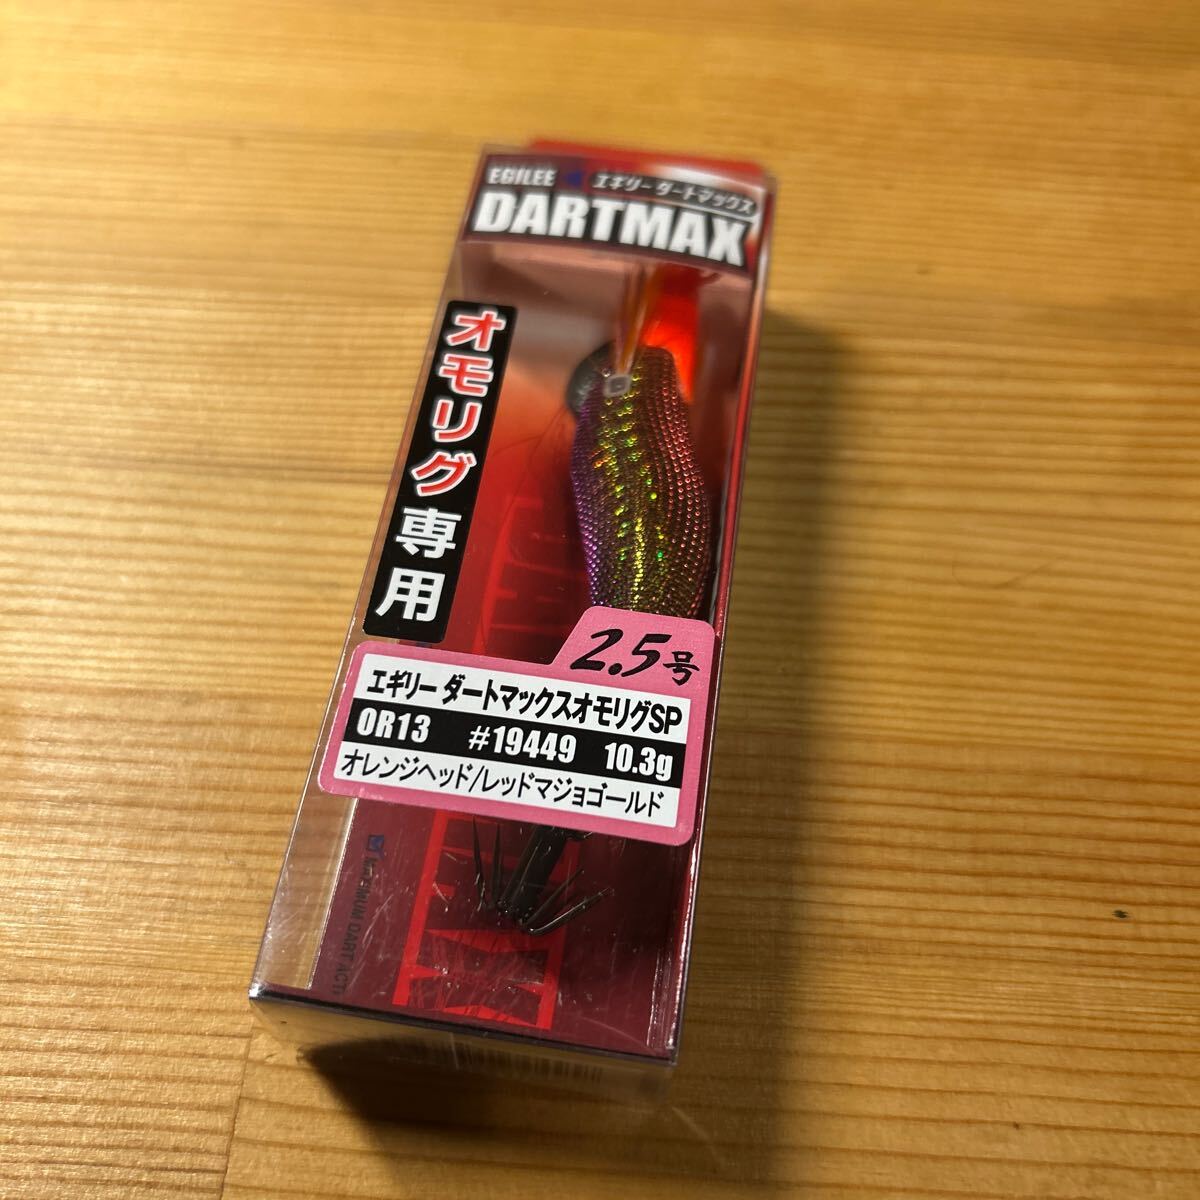 EGILEE
エギリー ダートマックス
DARTMAX
オモリグ専用
2.5号
エギリー ダートマックスオモリグSP
OR13 #19449 10.3g
オレンジヘッド/レッドマジョゴールド
MAXIMUM DART ACTI